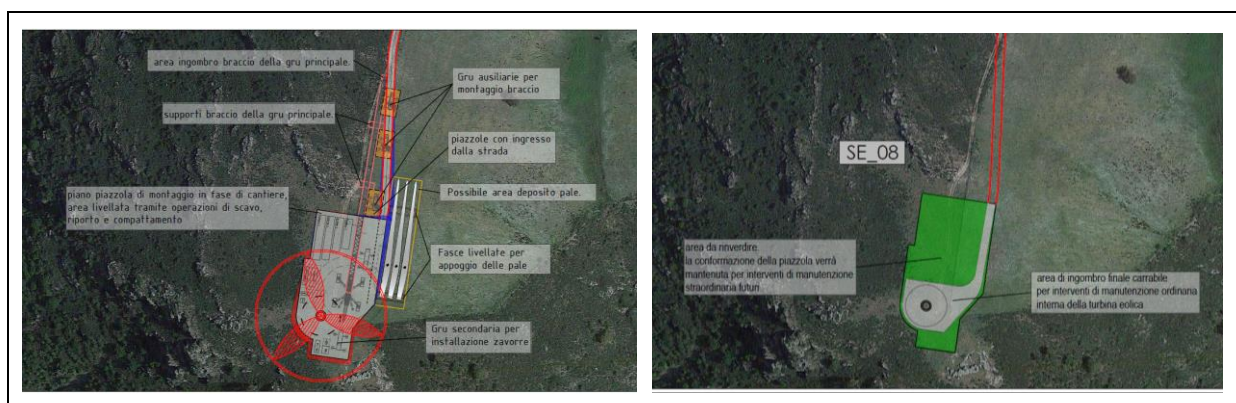 area ingombro braccio della gru principale.
Gru ausiliarie per
montaggio braccio
supporti braccio della gru principale.
piazzole con ingresso
dalla strada
piano piazzola di montaggio in fase di cantiere,
area livellata tramite operazioni di scavo,
riporto e compattamento
Possibile area deposito pale.
Fasce livellate per
appoggio delle pale
Gru secondaria per
installazione zavorre
SE_08
area da rinverdire.
la conformazione della piazzola verrà
mantenuta per interventi di manutenzione
straordinaria futuri
area di ingombro finale carrabile
per interventi di manutenzione ordinaria
interna della turbina eolica